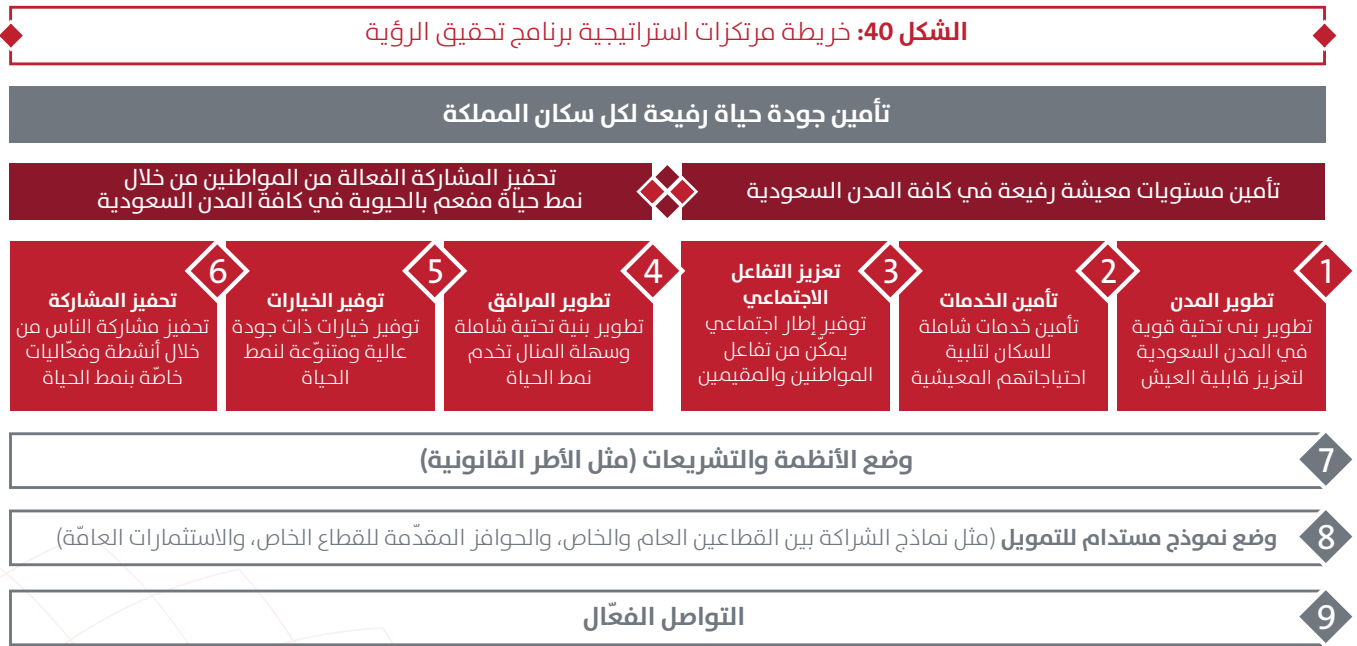 الشكل 40: خريطة مرتكزات استراتيجية برنامج تحقيق الرؤية
تأمين جودة حياة رفيعة لكل سكان المملكة
تأمين مستويات معيشة رفيعة في كافة المدن السعودية
تحفيز المشاركة الفعالة من المواطنين من خلال
نمط حياة مفعم بالحيوية في كافة المدن السعودية
1
تطوير المدن
تطوير بنى تحتية قوية
في المدن السعودية
لتعزيز قابلية العيش
2
تأمين الخدمات
تأمين خدمات شاملة
للسكان لتلبية
احتياجاتهم المعيشية
3
تعزيز التفاعل
الاجتماعي
توفير إطار اجتماعي
يمكّن من تفاعل
المواطنين والمقيمين
4
تطوير المرافق
تطوير بنية تحتية شاملة
وسهلة المنال تخدم
نمط الحياة
5
توفير الخيارات
توفير خيارات ذات جودة
عالية ومتنوّعة لنمط
الحياة
6
تحفيز المشاركة
تحفيز مشاركة الناس من
خلال أنشطة وفعّاليات
خاصّة بنمط الحياة
7 وضع الأنظمة والتشريعات (مثل الأطر القانونية)
8 وضع نموذج مستدام للتمويل (مثل نماذج الشراكة بين القطاعين العام والخاص، والحوافز المقدّمة للقطاع الخاص، والاستثمارات العامّة)
9 التواصل الفعّال